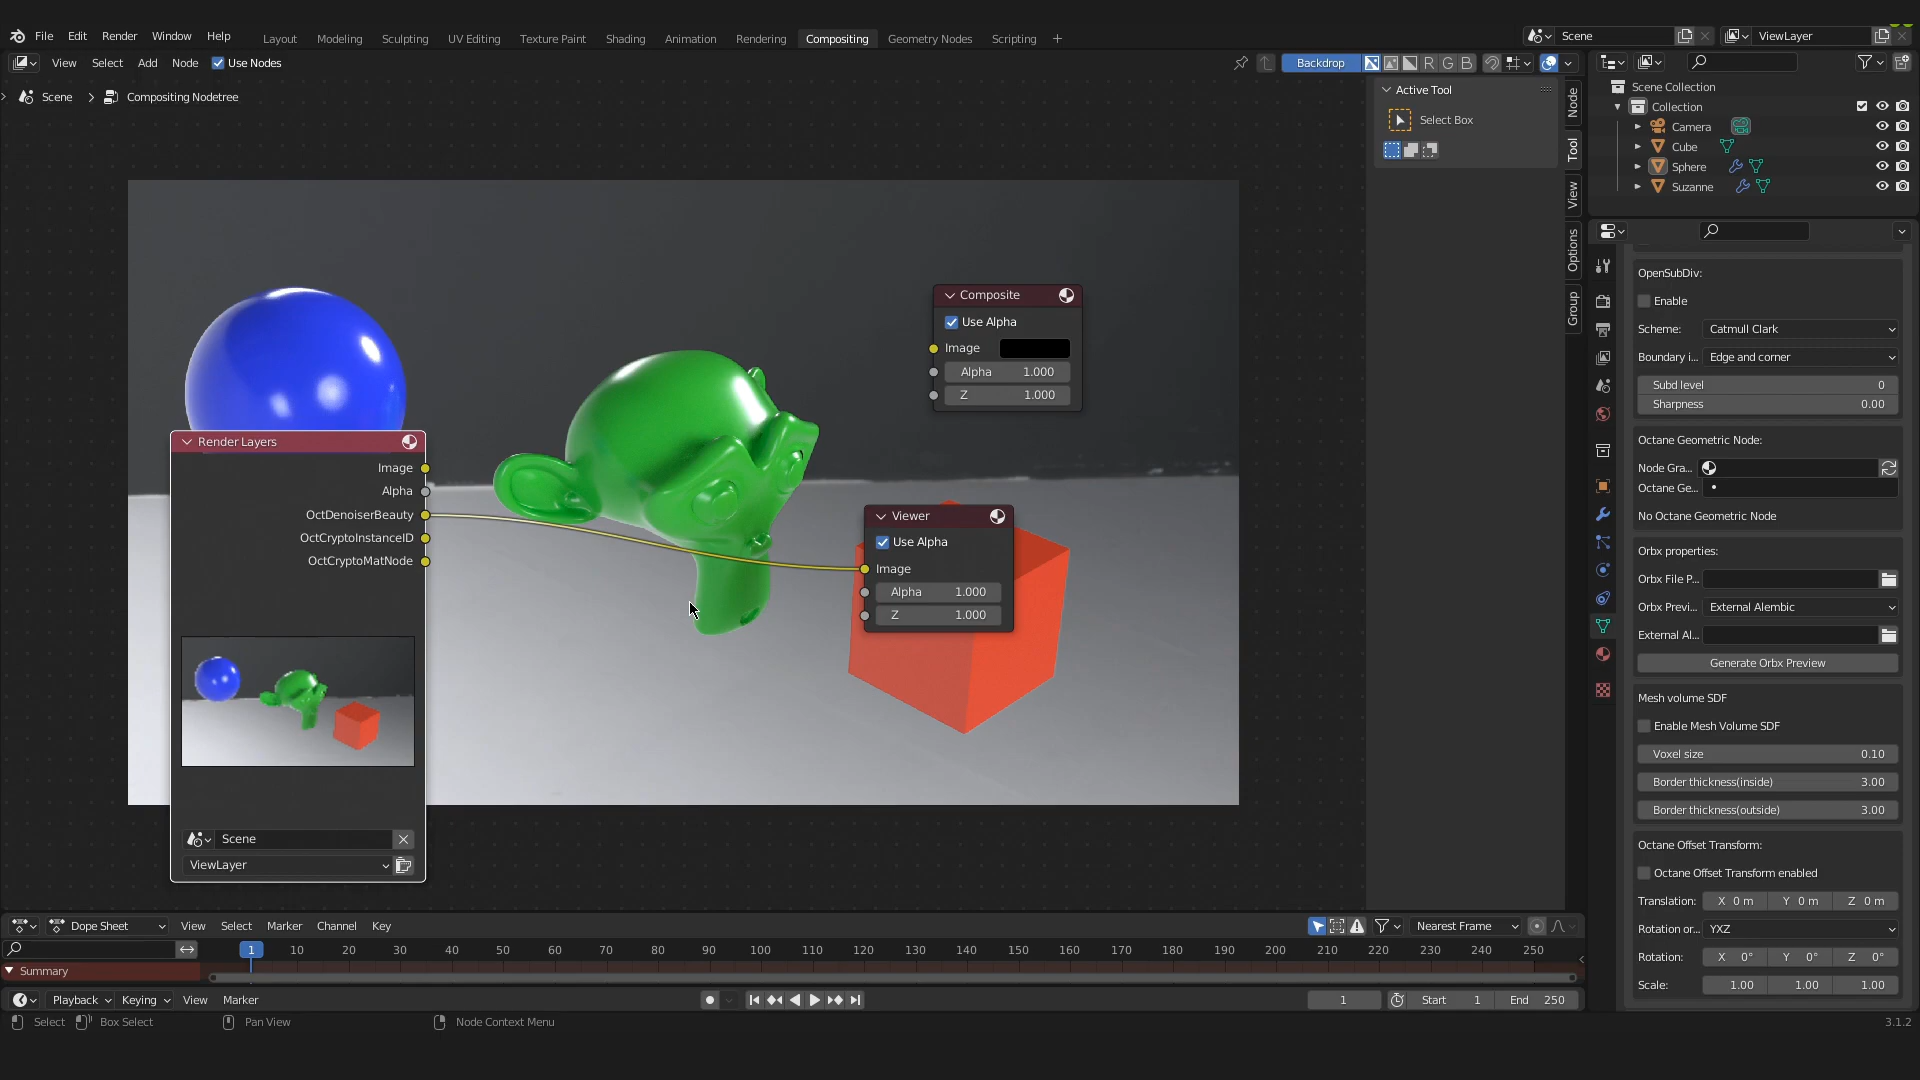 File Edit Render Window Help
Layout Modeling Sculpting UV Editing Texture Paint Shading Animation Rendering Compositing Geometry Nodes Scripting +
Scene
ViewLayer
View Select Add Node Use Nodes
Backdrop
R G B
Scene > Compositing Nodetree
Active Tool
Select Box
Node
Tool
View
Options
Group
Scene Collection
Collection
Camera
Cube
Sphere
Suzanne
Composite
Use Alpha
Image
Alpha 1.000
Z 1.000
Render Layers
Image
Alpha
OctDenoiserBeauty
OctCryptoInstanceID
OctCryptoMatNode
Scene
ViewLayer
Viewer
Use Alpha
Image
Alpha 1.000
Z 1.000
OpenSubDiv:
Enable
Scheme: Catmull Clark
Boundary i... Edge and corner
Subd level 0
Sharpness 0.00
Octane Geometric Node:
Node Gra...
Octane Ge...
No Octane Geometric Node
Orbx properties:
Orbx File P...
Orbx Previ... External Alembic
External Al...
Generate Orbx Preview
Mesh volume SDF
Enable Mesh Volume SDF
Voxel size 0.10
Border thickness(inside) 3.00
Border thickness(outside) 3.00
Octane Offset Transform:
Octane Offset Transform enabled
Translation: X 0 m Y 0 m Z 0 m
Rotation or... YXZ
Rotation: X 0° Y 0° Z 0°
Scale: 1.00 1.00 1.00
Dope Sheet View Select Marker Channel Key
Nearest Frame
1 10 20 30 40 50 60 70 80 90 100 110 120 130 140 150 160 170 180 190 200 210 220 230 240 250
Summary
Playback Keying View Marker
1 Start 1 End 250
Select Box Select Pan View Node Context Menu
3.1.2